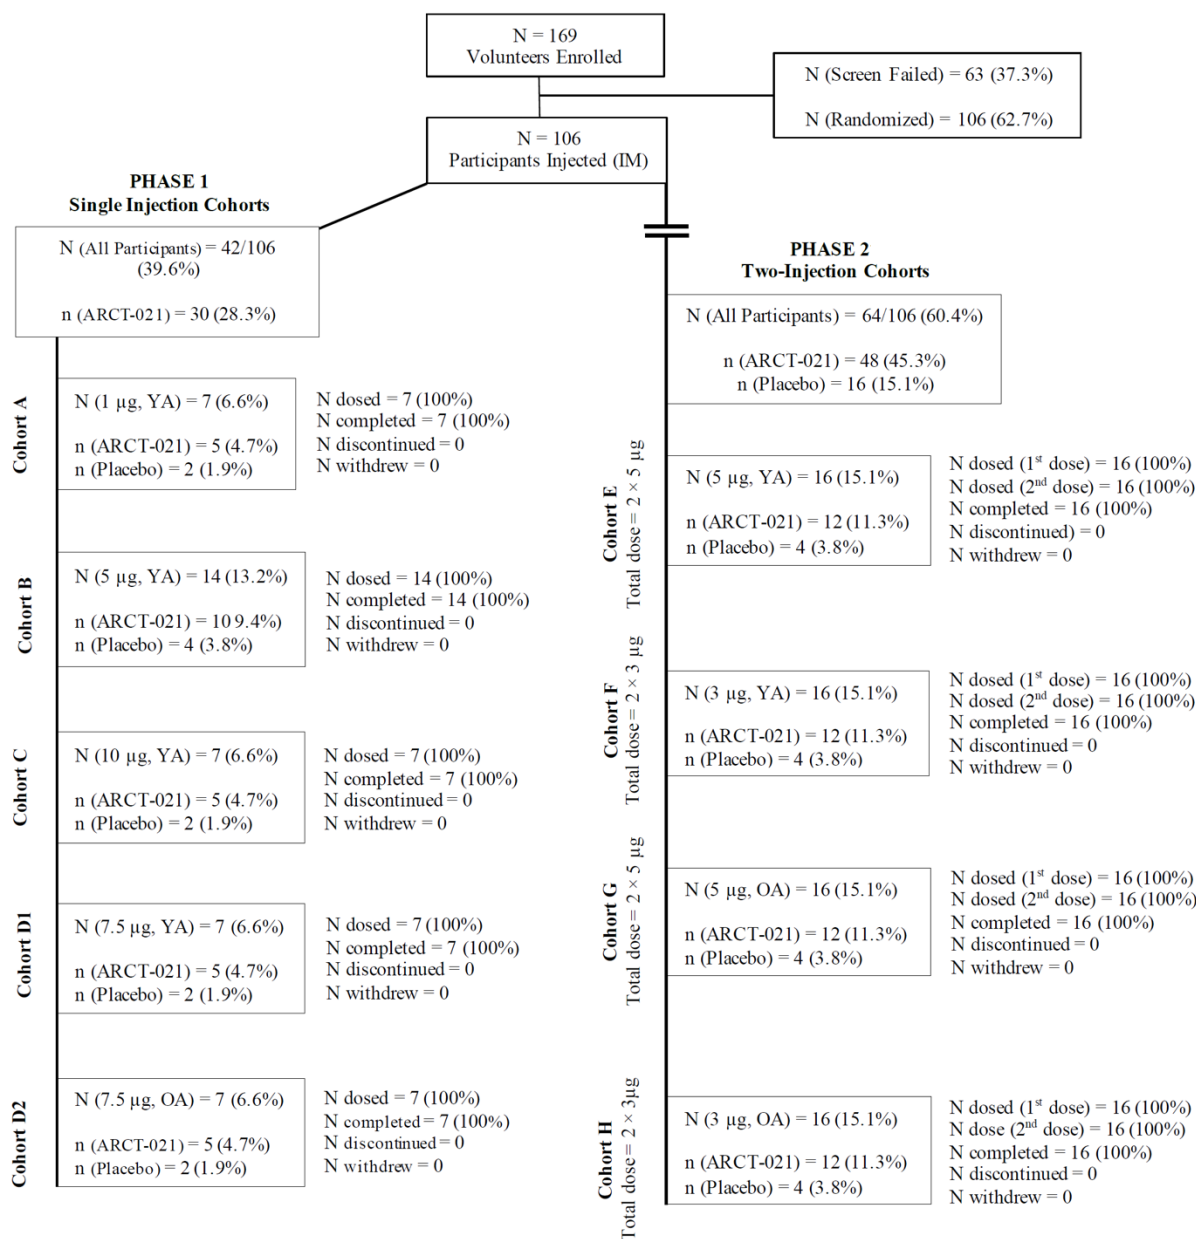 N = 169
Volunteers Enrolled
N (Screen Failed) = 63 (37.3%)
N (Randomized) = 106 (62.7%)
N = 106
Participants Injected (IM)
PHASE 1
Single Injection Cohorts
N (All Participants) = 42/106
(39.6%)
n (ARCT-021) = 30 (28.3%)
Cohort A
N (1 µg, YA) = 7 (6.6%)
n (ARCT-021) = 5 (4.7%)
n (Placebo) = 2 (1.9%)
N dosed = 7 (100%)
N completed = 7 (100%)
N discontinued = 0
N withdrew = 0
Cohort B
N (5 µg, YA) = 14 (13.2%)
n (ARCT-021) = 10 9.4%)
n (Placebo) = 4 (3.8%)
N dosed = 14 (100%)
N completed = 14 (100%)
N discontinued = 0
N withdrew = 0
Cohort C
N (10 µg, YA) = 7 (6.6%)
n (ARCT-021) = 5 (4.7%)
n (Placebo) = 2 (1.9%)
N dosed = 7 (100%)
N completed = 7 (100%)
N discontinued = 0
N withdrew = 0
Cohort D1
N (7.5 µg, YA) = 7 (6.6%)
n (ARCT-021) = 5 (4.7%)
n (Placebo) = 2 (1.9%)
N dosed = 7 (100%)
N completed = 7 (100%)
N discontinued = 0
N withdrew = 0
Cohort D2
N (7.5 µg, OA) = 7 (6.6%)
n (ARCT-021) = 5 (4.7%)
n (Placebo) = 2 (1.9%)
N dosed = 7 (100%)
N completed = 7 (100%)
N discontinued = 0
N withdrew = 0
PHASE 2
Two-Injection Cohorts
N (All Participants) = 64/106 (60.4%)
n (ARCT-021) = 48 (45.3%)
n (Placebo) = 16 (15.1%)
Cohort E
Total dose = 2 × 5 µg
N (5 µg, YA) = 16 (15.1%)
n (ARCT-021) = 12 (11.3%)
n (Placebo) = 4 (3.8%)
N dosed (1st dose) = 16 (100%)
N dosed (2nd dose) = 16 (100%)
N completed = 16 (100%)
N discontinued) = 0
N withdrew = 0
Cohort F
Total dose = 2 × 3 µg
N (3 µg, YA) = 16 (15.1%)
n (ARCT-021) = 12 (11.3%)
n (Placebo) = 4 (3.8%)
N dosed (1st dose) = 16 (100%)
N dosed (2nd dose) = 16 (100%)
N completed = 16 (100%)
N discontinued = 0
N withdrew = 0
Cohort G
Total dose = 2 × 5 µg
N (5 µg, OA) = 16 (15.1%)
n (ARCT-021) = 12 (11.3%)
n (Placebo) = 4 (3.8%)
N dosed (1st dose) = 16 (100%)
N dosed (2nd dose) = 16 (100%)
N completed = 16 (100%)
N discontinued = 0
N withdrew = 0
Cohort H
Total dose = 2 × 3µg
N (3 µg, OA) = 16 (15.1%)
n (ARCT-021) = 12 (11.3%)
n (Placebo) = 4 (3.8%)
N dosed (1st dose) = 16 (100%)
N dose (2nd dose) = 16 (100%)
N completed = 16 (100%)
N discontinued = 0
N withdrew = 0